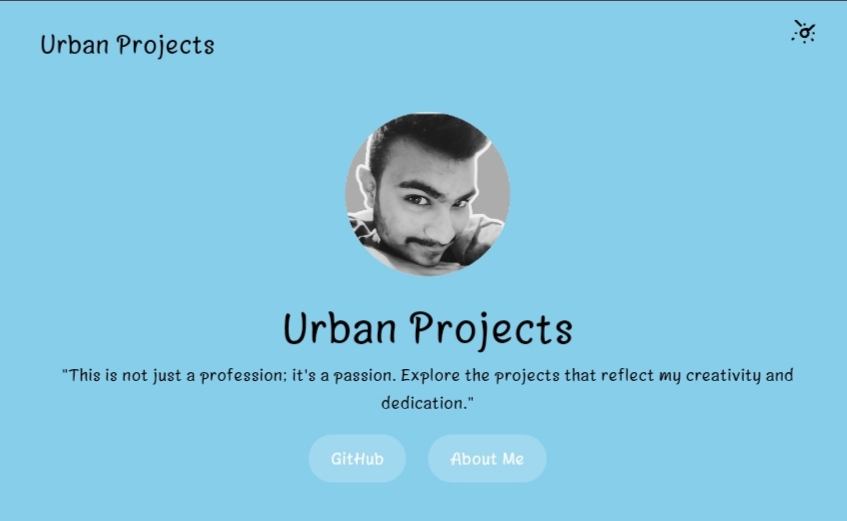 Urban Projects
Urban Projects
"This is not just a profession; it's a passion. Explore the projects that reflect my creativity and
dedication."
GitHub
About Me